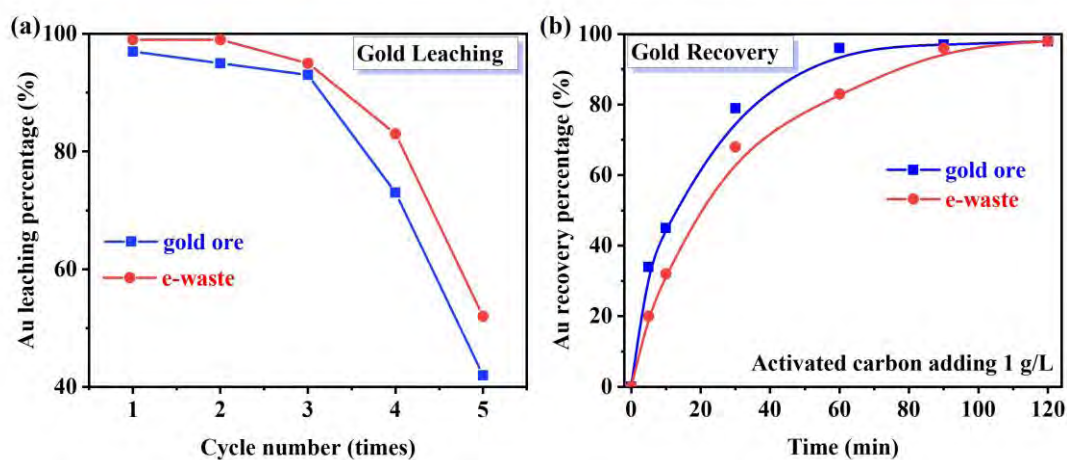 (a)
Gold Leaching
100
80
60
40
Au leaching percentage (%)
gold ore
e-waste
1 2 3 4 5
Cycle number (times)
(b)
Gold Recovery
100
80
60
40
20
0
Au recovery percentage (%)
gold ore
e-waste
Activated carbon adding 1 g/L
0 20 40 60 80 100 120
Time (min)